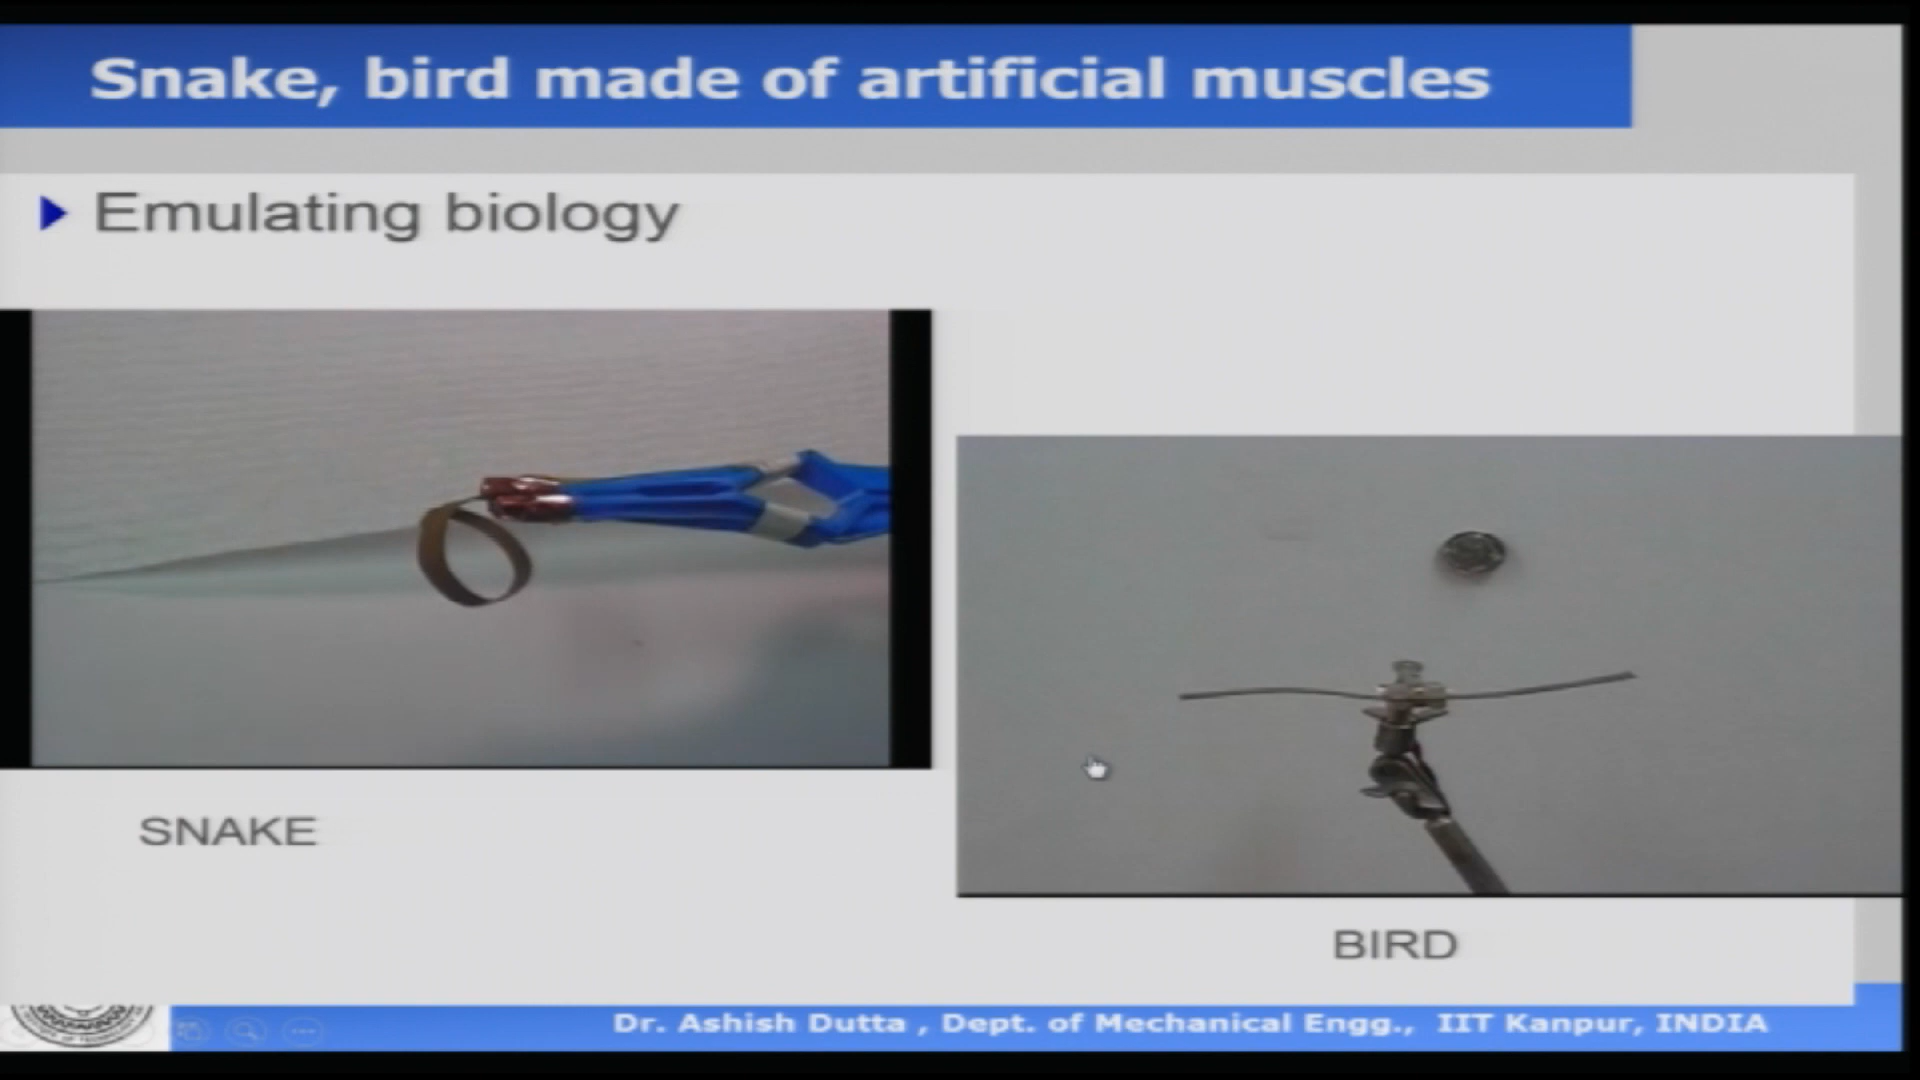 Snake, bird made of artificial muscles
Emulating biology
SNAKE
BIRD
Dr. Ashish Dutta , Dept. of Mechanical Engg., IIT Kanpur, INDIA